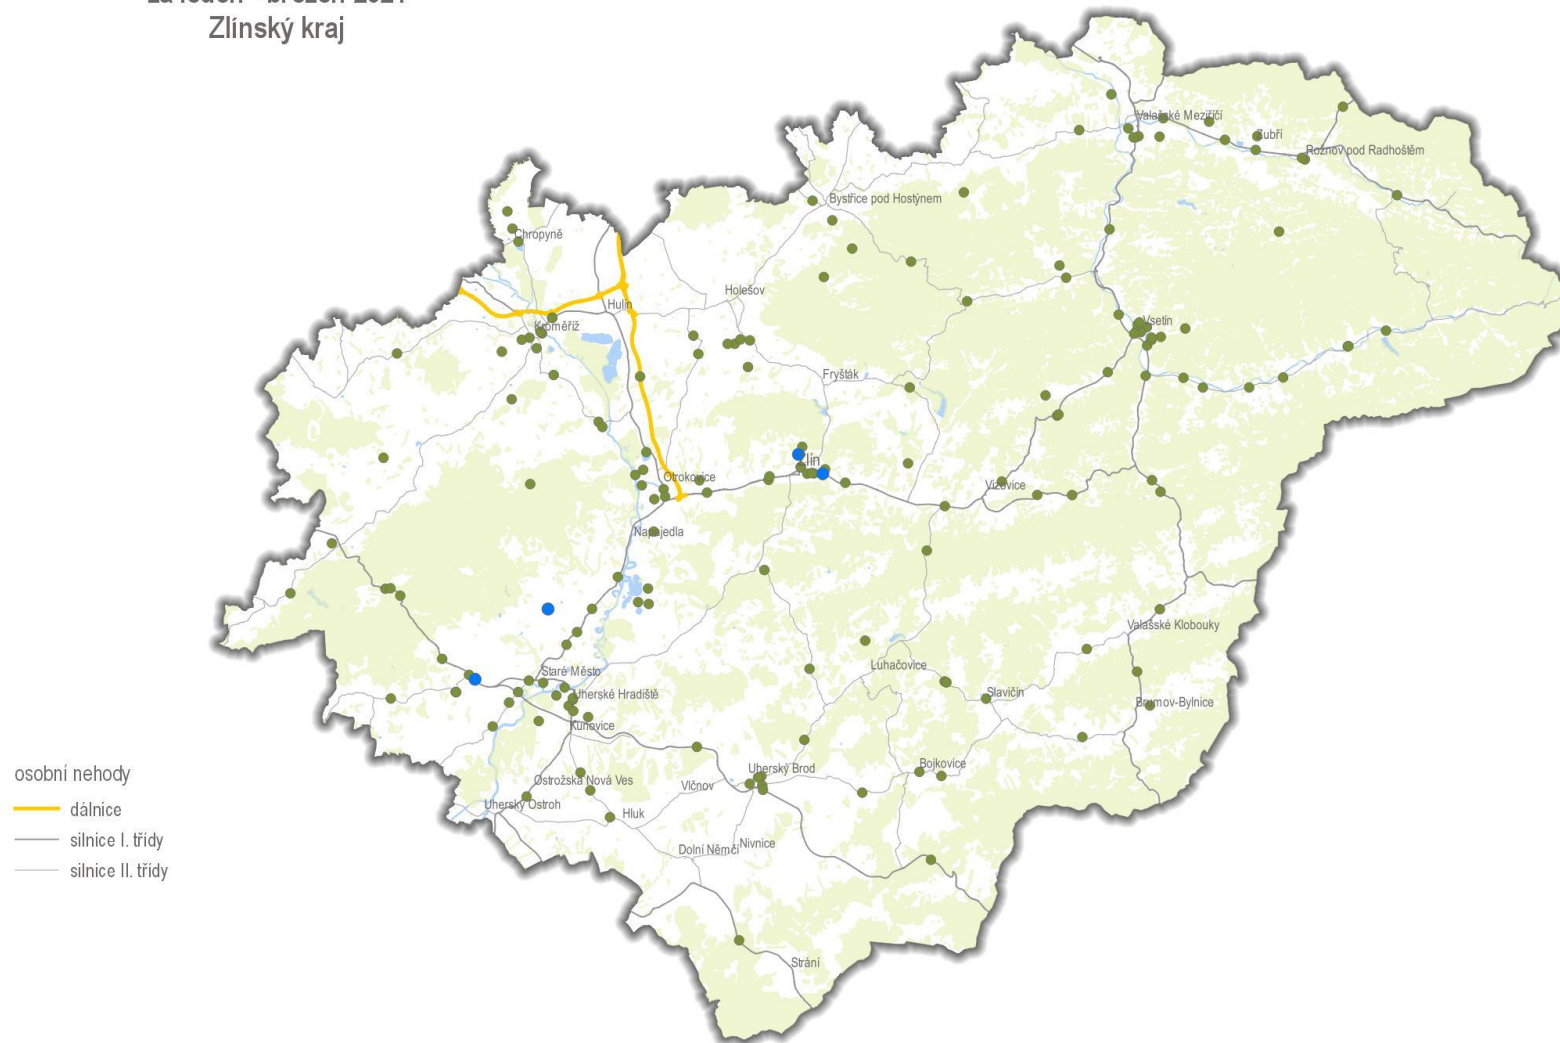 Zlínský kraj
Valašské Meziříčí
Zubří
Rožnov pod Radhoštěm
Bystřice pod Hostýnem
Chropyně
Holešov
Hulín
Kroměříž
Vsetín
Fryšták
Zlín
Otrokovice
Vizovice
Napajedla
Valašské Klobouky
Luhačovice
Staré Město
Slavičín
Uherské Hradiště
Brumov-Bylnice
Kunovice
osobní nehody
Bojkovice
Uherský Brod
Ostrožská Nová Ves
Vlčnov
dálnice
Uherský Ostroh
Hluk
silnice I. třídy
Nivnice
Dolní Němčí
silnice II. třídy
Strání